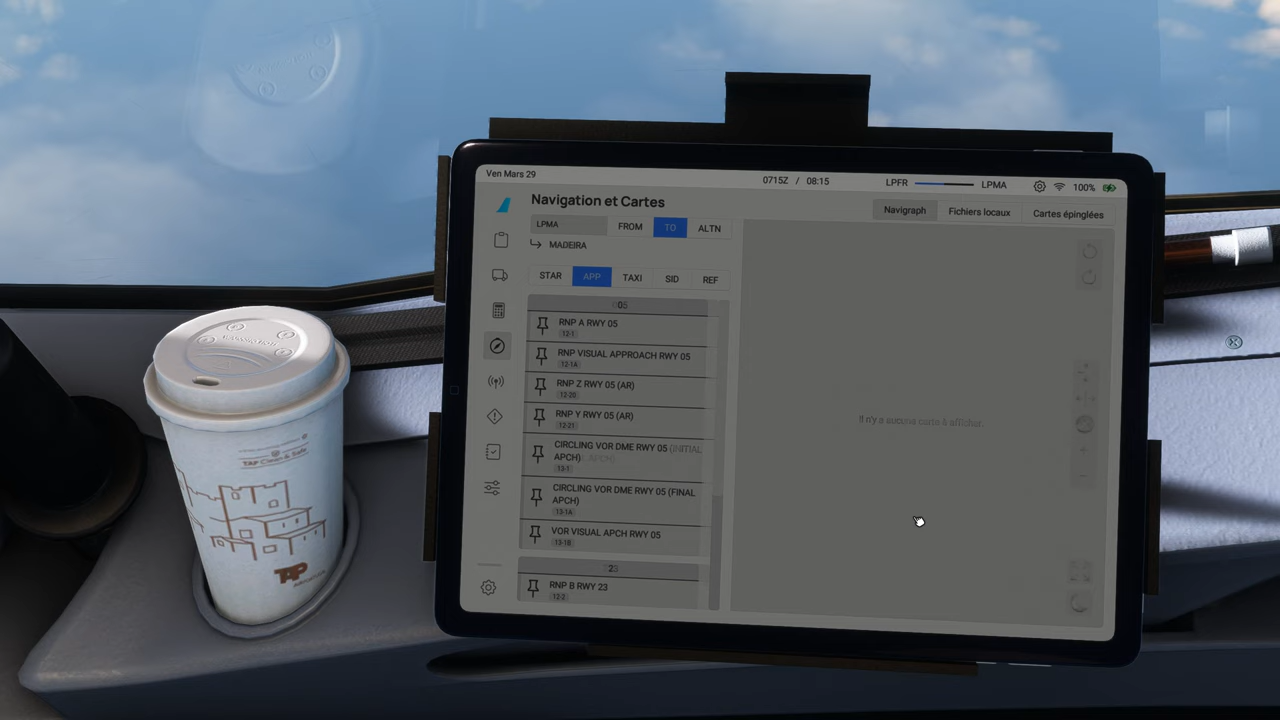 Ven Mars 29
0715Z / 08:15
LPFR
LPMA
100%
Navigation et Cartes
Navigraph
Fichiers locaux
Cartes épinglées
LPMA
FROM
TO
ALTN
MADEIRA
STAR
APP
TAXI
SID
REF
05
RNP A RWY 05
12-1
RNP VISUAL APPROACH RWY 05
12-1A
RNP Z RWY 05 (AR)
12-20
RNP Y RWY 05 (AR)
12-21
CIRCLING VOR DME RWY 05 (INITIAL
APCH)
13-1
CIRCLING VOR DME RWY 05 (FINAL
APCH)
13-1A
VOR VISUAL APCH RWY 05
13-1B
23
RNP B RWY 23
12-2
Il n'y a aucune carte à afficher.
TAP Clean & Safe
TAP